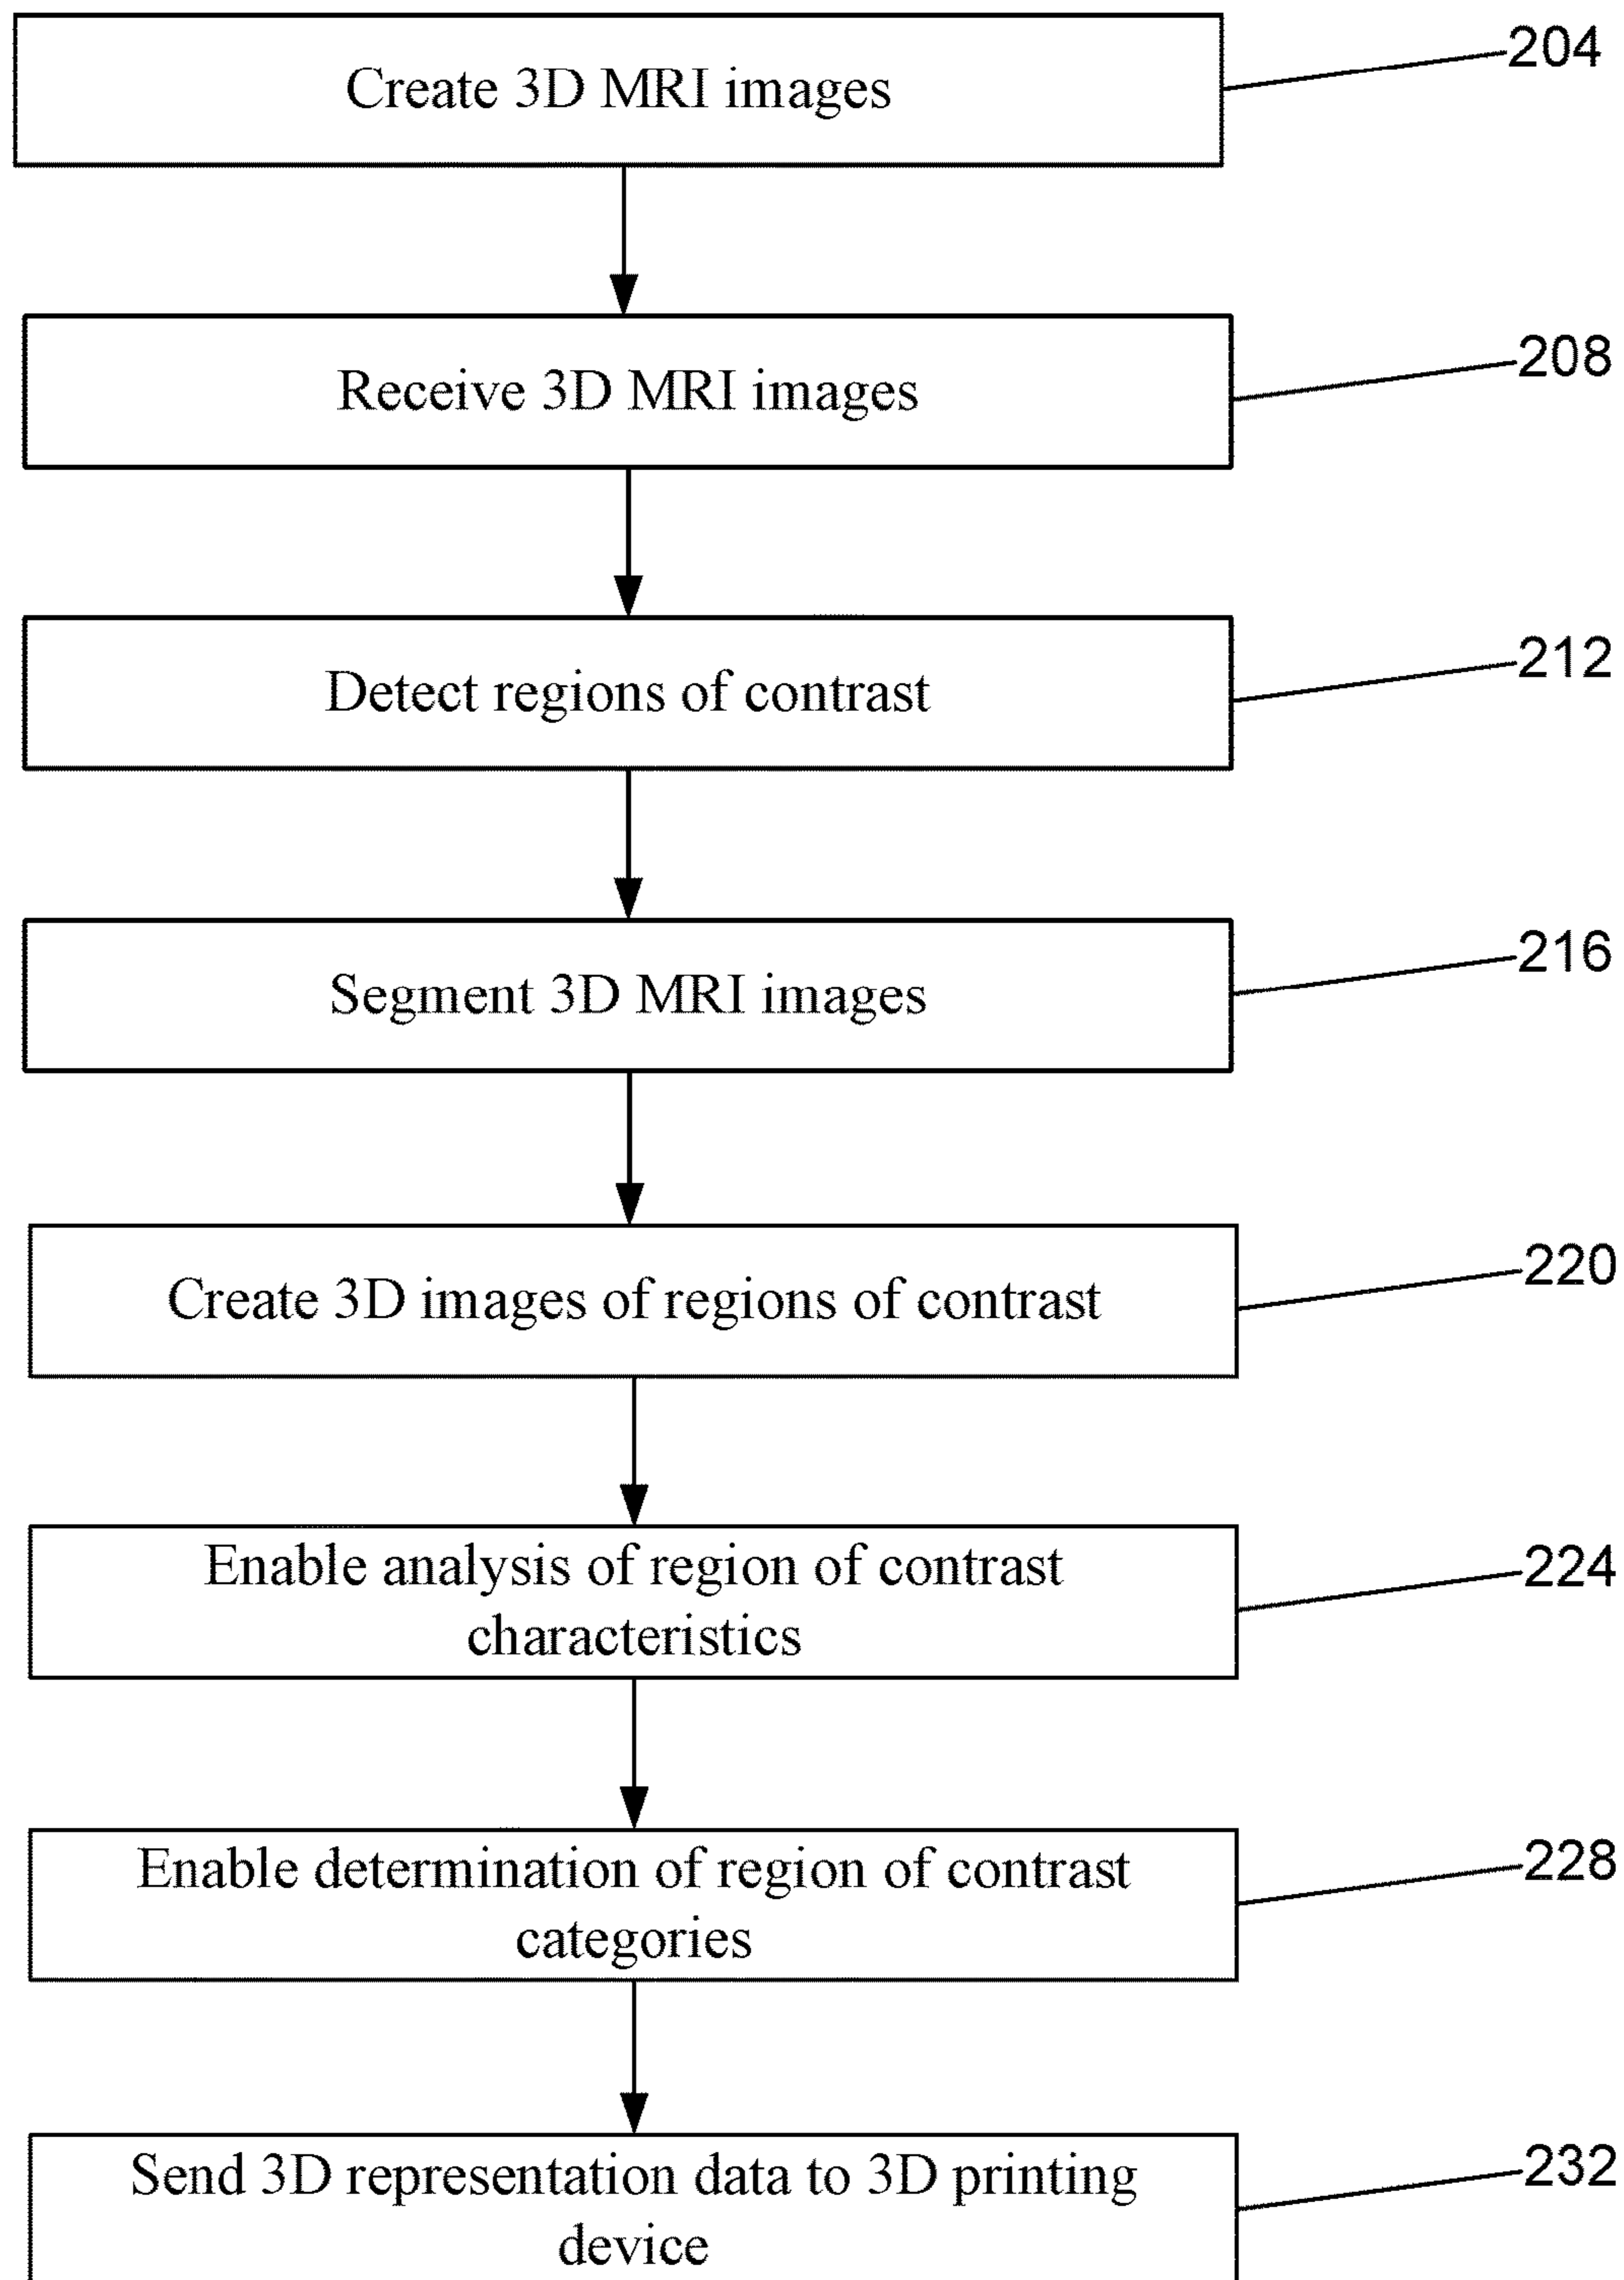 Create 3D MRI images
204
Receive 3D MRI images
208
Detect regions of contrast
212
Segment 3D MRI images
216
Create 3D images of regions of contrast
220
Enable analysis of region of contrast
characteristics
224
Enable determination of region of contrast
categories
228
Send 3D representation data to 3D printing
device
232